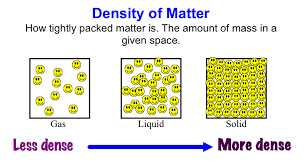 Density of Matter
How tightly packed matter is. The amount of mass in a
given space.
Gas Liquid Solid
Less dense More dense